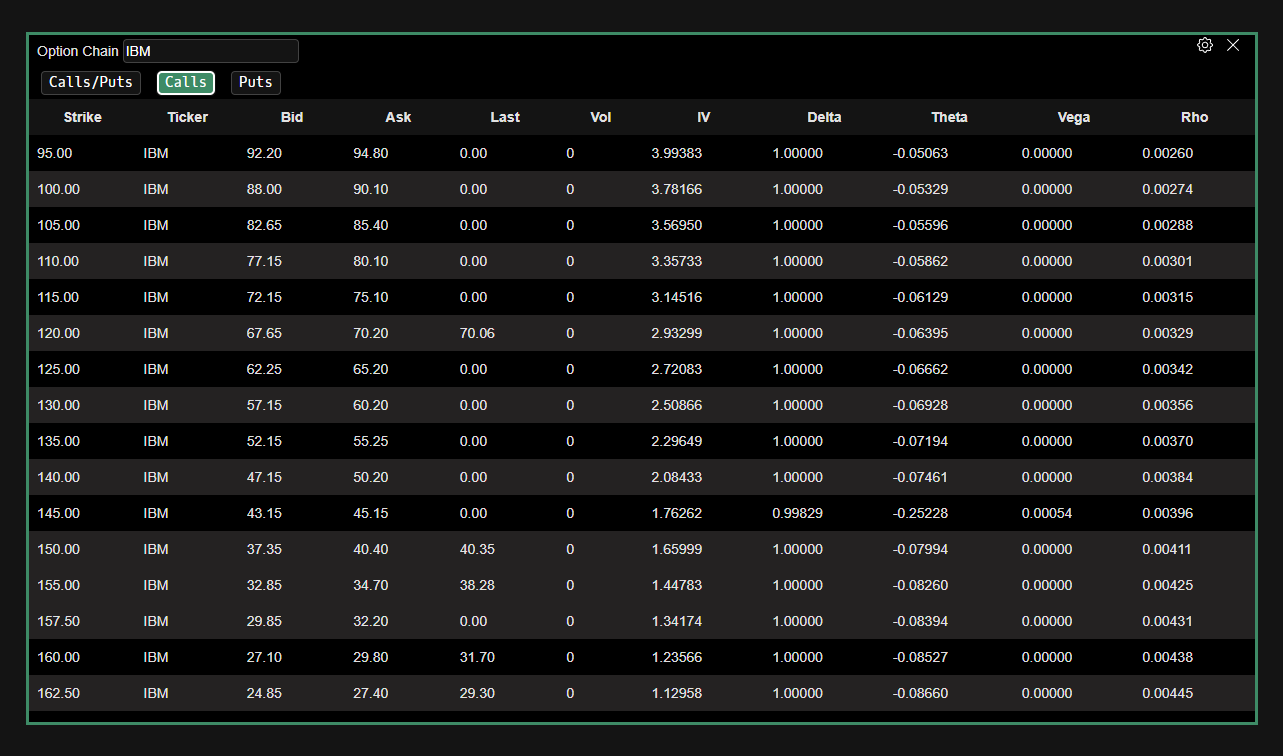 Option Chain IBM
Calls/Puts Calls Puts
Strike Ticker Bid Ask Last Vol IV Delta Theta Vega Rho
95.00 IBM 92.20 94.80 0.00 0 3.99383 1.00000 -0.05063 0.00000 0.00260
100.00 IBM 88.00 90.10 0.00 0 3.78166 1.00000 -0.05329 0.00000 0.00274
105.00 IBM 82.65 85.40 0.00 0 3.56950 1.00000 -0.05596 0.00000 0.00288
110.00 IBM 77.15 80.10 0.00 0 3.35733 1.00000 -0.05862 0.00000 0.00301
115.00 IBM 72.15 75.10 0.00 0 3.14516 1.00000 -0.06129 0.00000 0.00315
120.00 IBM 67.65 70.20 70.06 0 2.93299 1.00000 -0.06395 0.00000 0.00329
125.00 IBM 62.25 65.20 0.00 0 2.72083 1.00000 -0.06662 0.00000 0.00342
130.00 IBM 57.15 60.20 0.00 0 2.50866 1.00000 -0.06928 0.00000 0.00356
135.00 IBM 52.15 55.25 0.00 0 2.29649 1.00000 -0.07194 0.00000 0.00370
140.00 IBM 47.15 50.20 0.00 0 2.08433 1.00000 -0.07461 0.00000 0.00384
145.00 IBM 43.15 45.15 0.00 0 1.76262 0.99829 -0.25228 0.00054 0.00396
150.00 IBM 37.35 40.40 40.35 0 1.65999 1.00000 -0.07994 0.00000 0.00411
155.00 IBM 32.85 34.70 38.28 0 1.44783 1.00000 -0.08260 0.00000 0.00425
157.50 IBM 29.85 32.20 0.00 0 1.34174 1.00000 -0.08394 0.00000 0.00431
160.00 IBM 27.10 29.80 31.70 0 1.23566 1.00000 -0.08527 0.00000 0.00438
162.50 IBM 24.85 27.40 29.30 0 1.12958 1.00000 -0.08660 0.00000 0.00445